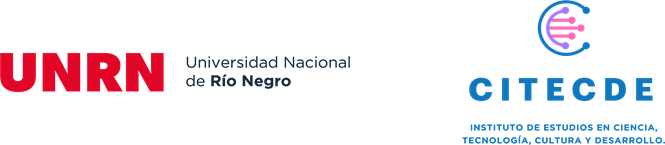 UNRN
Universidad Nacional
de Río Negro
CITECDE
INSTITUTO DE ESTUDIOS EN CIENCIA,
TECNOLOGÍA, CULTURA Y DESARROLLO.